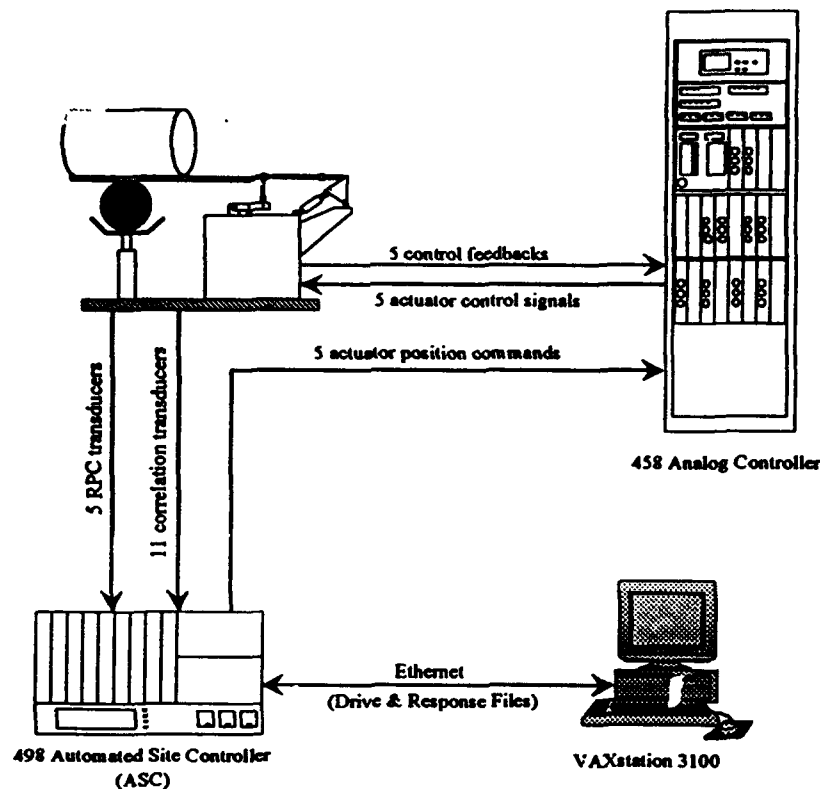 5 control feedbacks
5 actuator control signals
5 actuator position commands
458 Analog Controller
5 RPC transducers
11 correlation transducers
Ethernet
(Drive & Response Files)
498 Automated Site Controller
(ASC)
VAXstation 3100